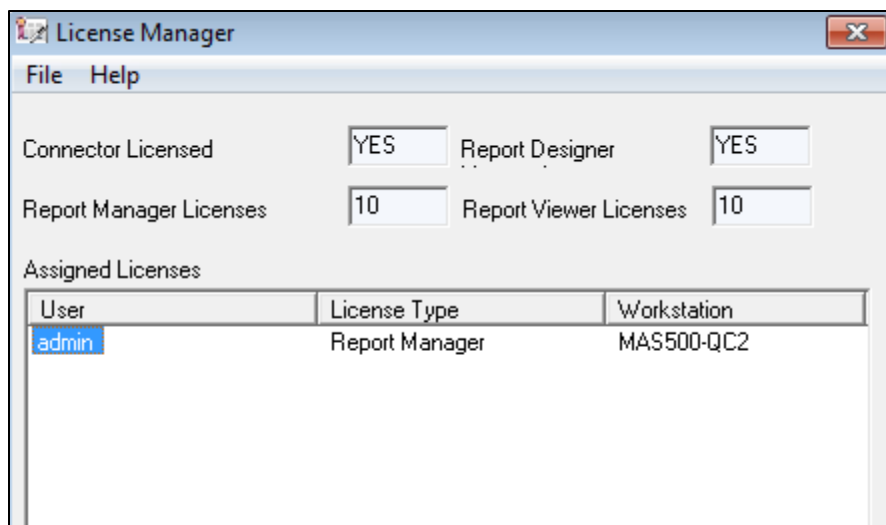 License Manager
File Help
Connector Licensed YES Report Designer YES
Report Manager Licenses 10 Report Viewer Licenses 10
Assigned Licenses
User License Type Workstation
admin Report Manager MAS500-QC2